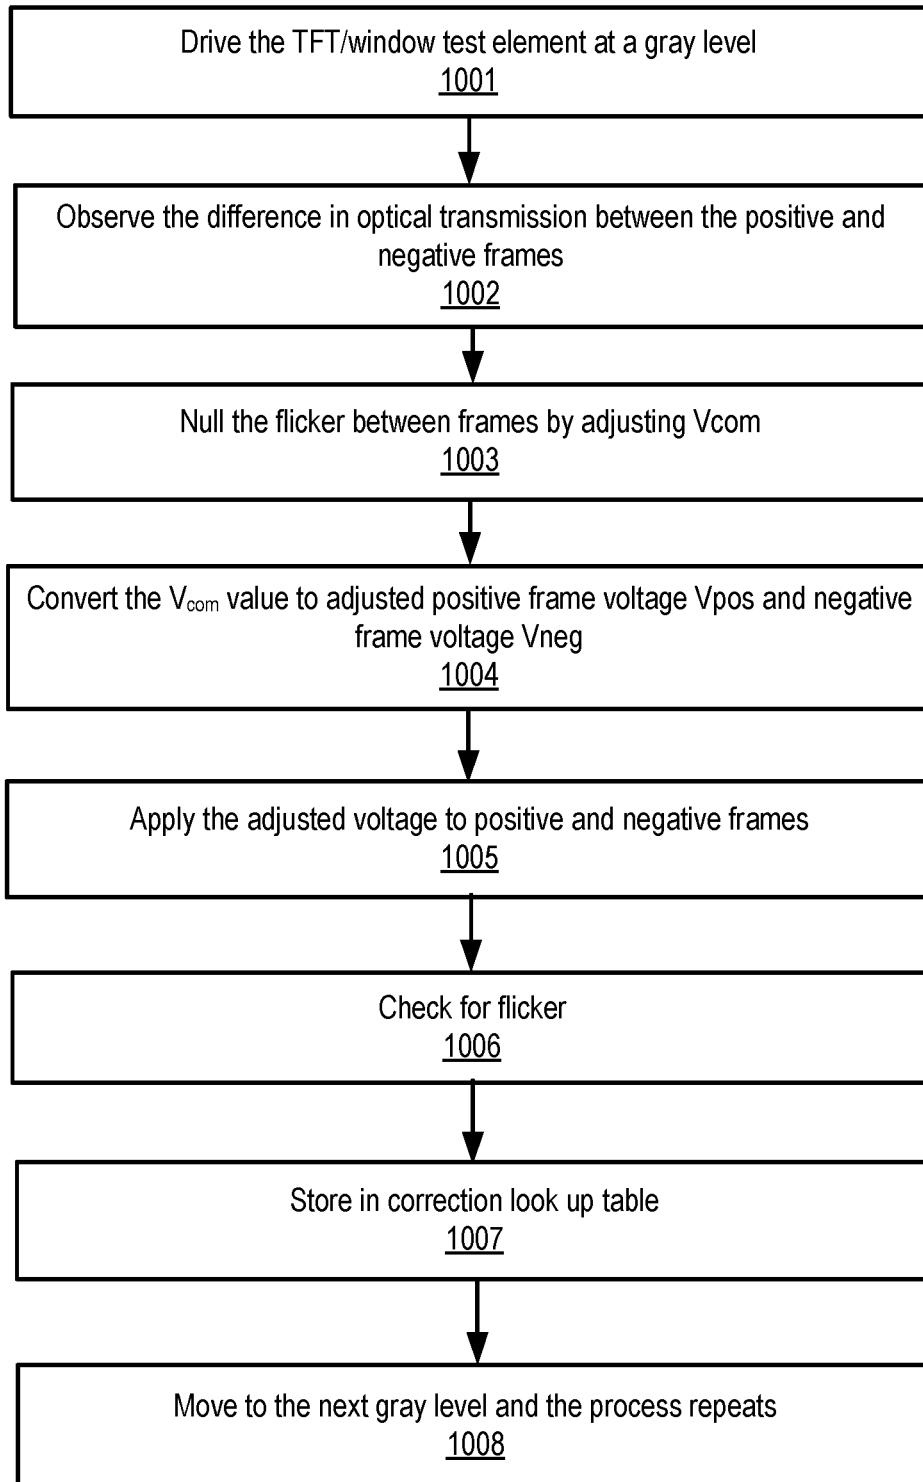 Drive the TFT/window test element at a gray level
1001
Observe the difference in optical transmission between the positive and
negative frames
1002
Null the flicker between frames by adjusting Vcom
1003
Convert the Vcom value to adjusted positive frame voltage Vpos and negative
frame voltage Vneg
1004
Apply the adjusted voltage to positive and negative frames
1005
Check for flicker
1006
Store in correction look up table
1007
Move to the next gray level and the process repeats
1008